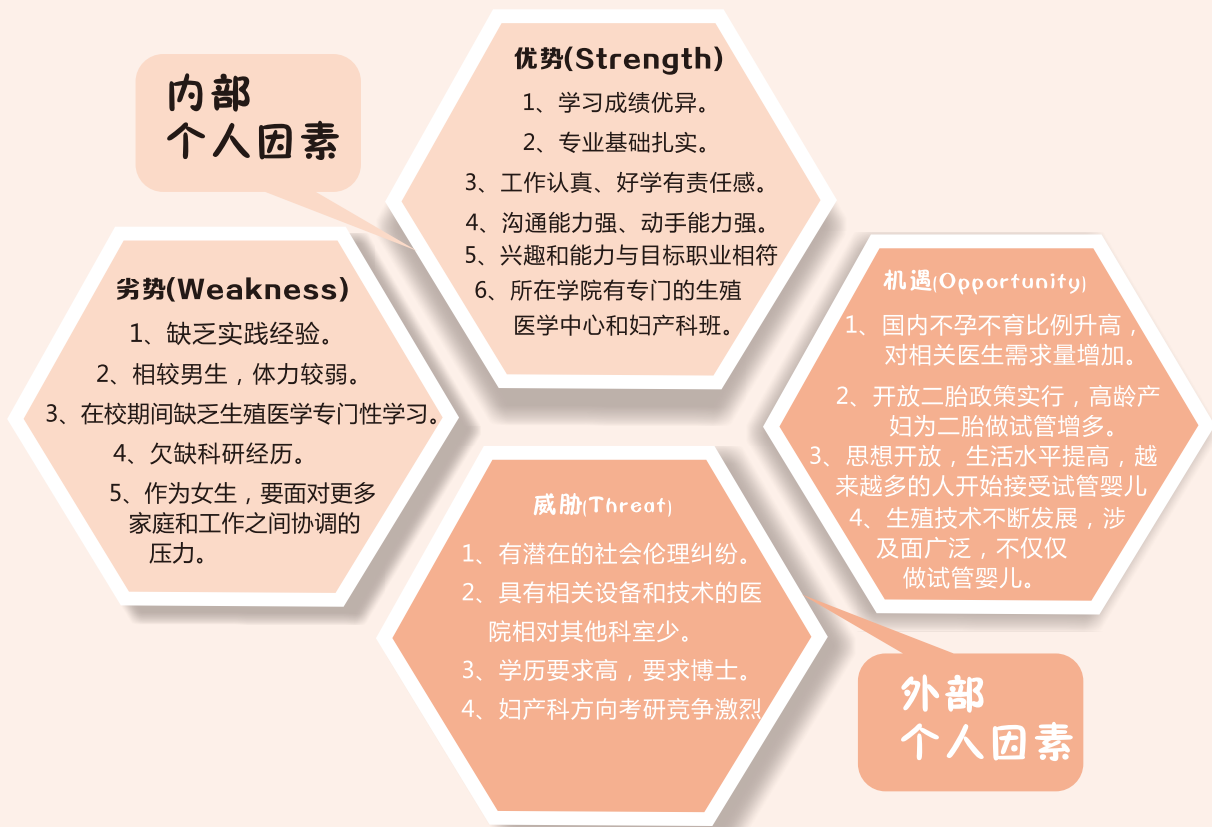 内部
个人因素
优势(Strength)
1、学习成绩优异。
2、专业基础扎实。
3、工作认真、好学有责任感。
4、沟通能力强、动手能力强。
5、兴趣和能力与目标职业相符
6、所在学院有专门的生殖
医学中心和妇产科班。
劣势(Weakness)
1、缺乏实践经验。
2、相较男生，体力较弱。
3、在校期间缺乏生殖医学专门性学习。
4、欠缺科研经历。
5、作为女生，要面对更多
家庭和工作之间协调的
压力。
机遇(Opportunity)
1、国内不孕不育比例升高，
对相关医生需求量增加。
2、开放二胎政策实行，高龄产
妇为二胎做试管增多。
3、思想开放，生活水平提高，越
来越多的人开始接受试管婴儿
4、生殖技术不断发展，涉
及面广泛，不仅仅
做试管婴儿。
威胁(Threat)
1、有潜在的社会伦理纠纷。
2、具有相关设备和技术的医
院相对其他科室少。
3、学历要求高，要求博士。
4、妇产科方向考研竞争激烈
外部
个人因素